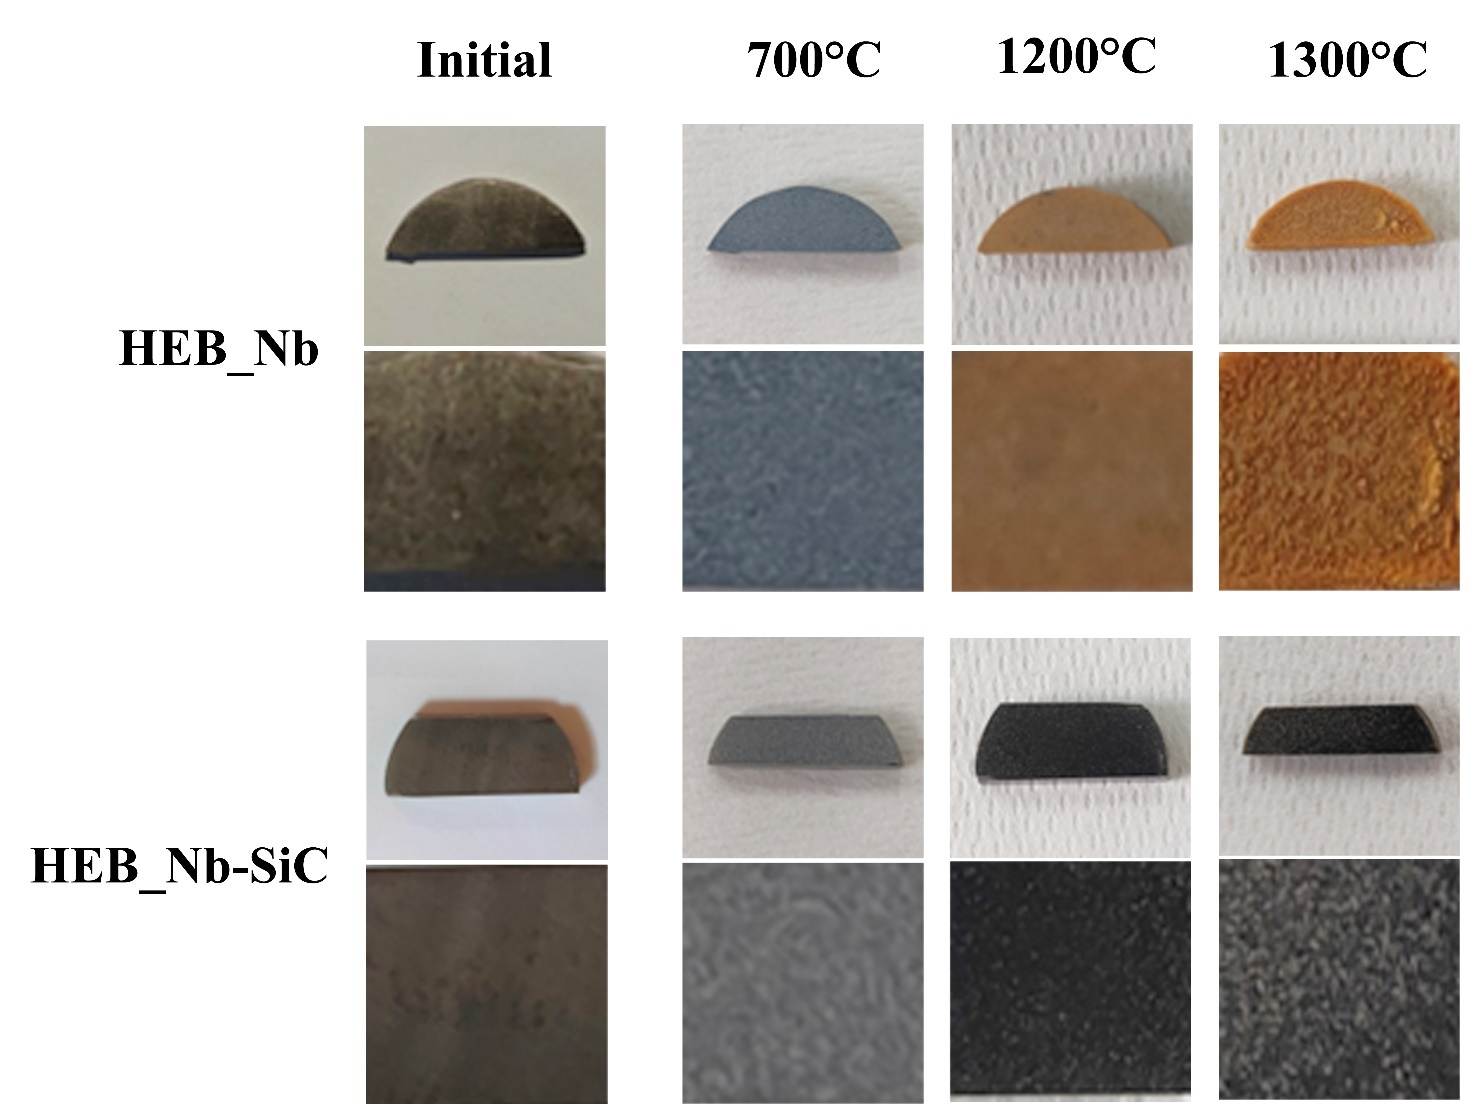 Initial 700°C 1200°C 1300°C
HEB_Nb
HEB_Nb-SiC